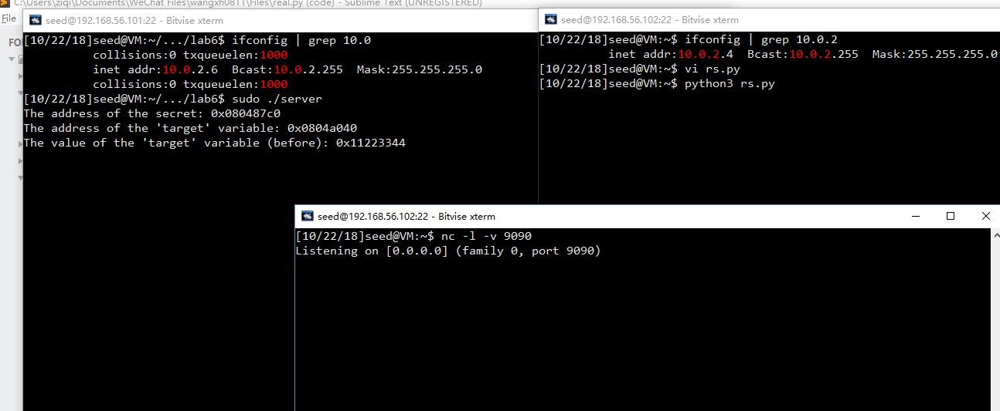 C:\Users\ziqi\Documents\WeChat Files\wangxh0811\Files\real.py (code) - Sublime Text (UNREGISTERED)
File
FO
seed@192.168.56.101:22 - Bitvise xterm
[10/22/18]seed@VM:~/.../lab6$ ifconfig | grep 10.0
collisions:0 txqueuelen:1000
inet addr:10.0.2.6  Bcast:10.0.2.255  Mask:255.255.255.0
collisions:0 txqueuelen:1000
[10/22/18]seed@VM:~/.../lab6$ sudo ./server
The address of the secret: 0x080487c0
The address of the 'target' variable: 0x0804a040
The value of the 'target' variable (before): 0x11223344
seed@192.168.56.102:22 - Bitvise xterm
[10/22/18]seed@VM:~$ ifconfig | grep 10.0.2
inet addr:10.0.2.4  Bcast:10.0.2.255  Mask:255.255.255.0
[10/22/18]seed@VM:~$ vi rs.py
[10/22/18]seed@VM:~$ python3 rs.py
seed@192.168.56.102:22 - Bitvise xterm
[10/22/18]seed@VM:~$ nc -l -v 9090
Listening on [0.0.0.0] (family 0, port 9090)